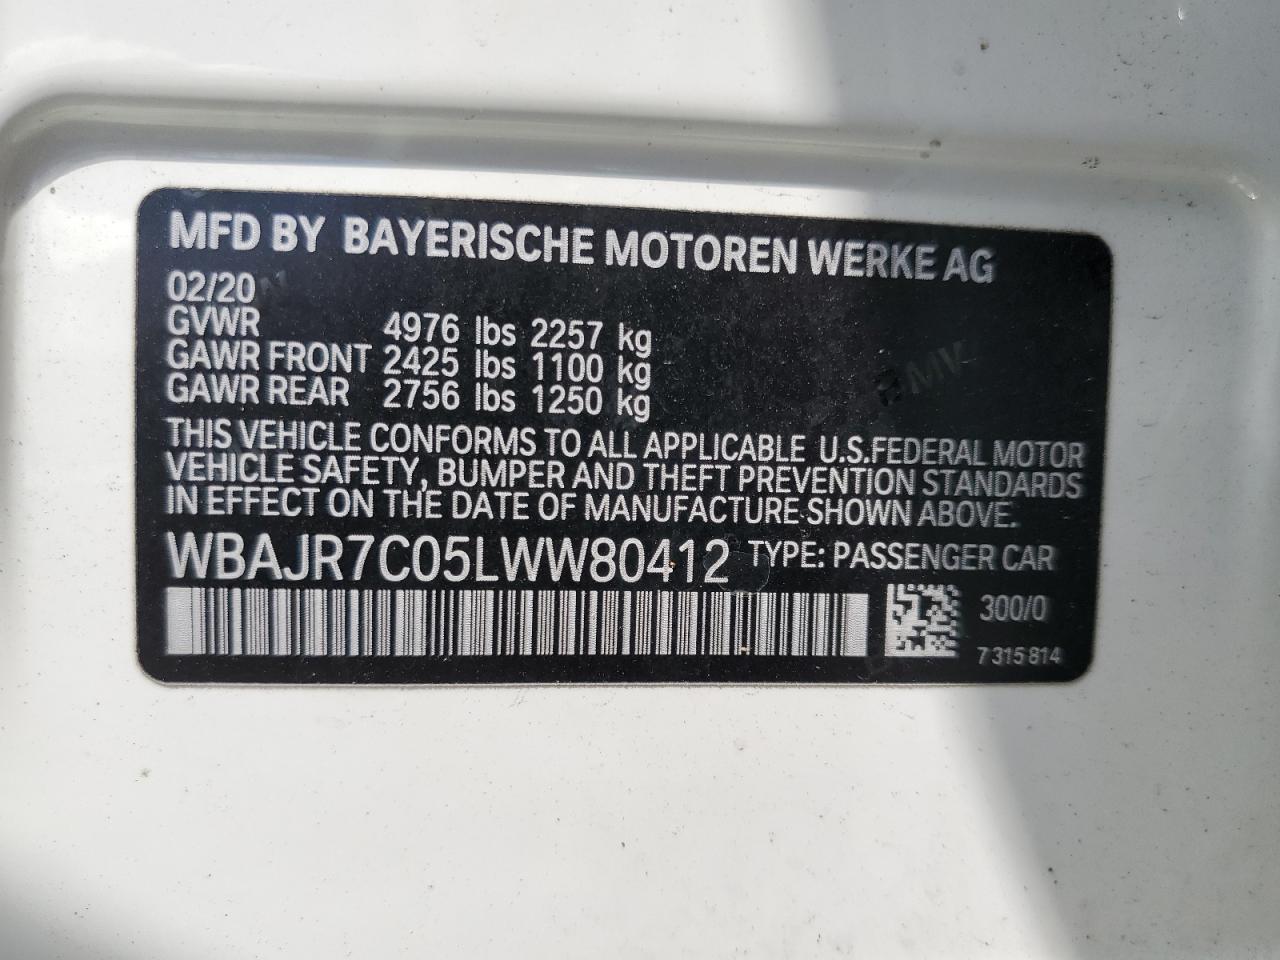 MFD BY BAYERISCHE MOTOREN WERKE AG
02/20
GVWR 4976 lbs 2257 kg
GAWR FRONT 2425 lbs 1100 kg
GAWR REAR 2756 lbs 1250 kg
THIS VEHICLE CONFORMS TO ALL APPLICABLE U.S.FEDERAL MOTOR
VEHICLE SAFETY, BUMPER AND THEFT PREVENTION STANDARDS
IN EFFECT ON THE DATE OF MANUFACTURE SHOWN ABOVE.
WBAJR7C05LWW80412 TYPE: PASSENGER CAR
300/0
7 315 814